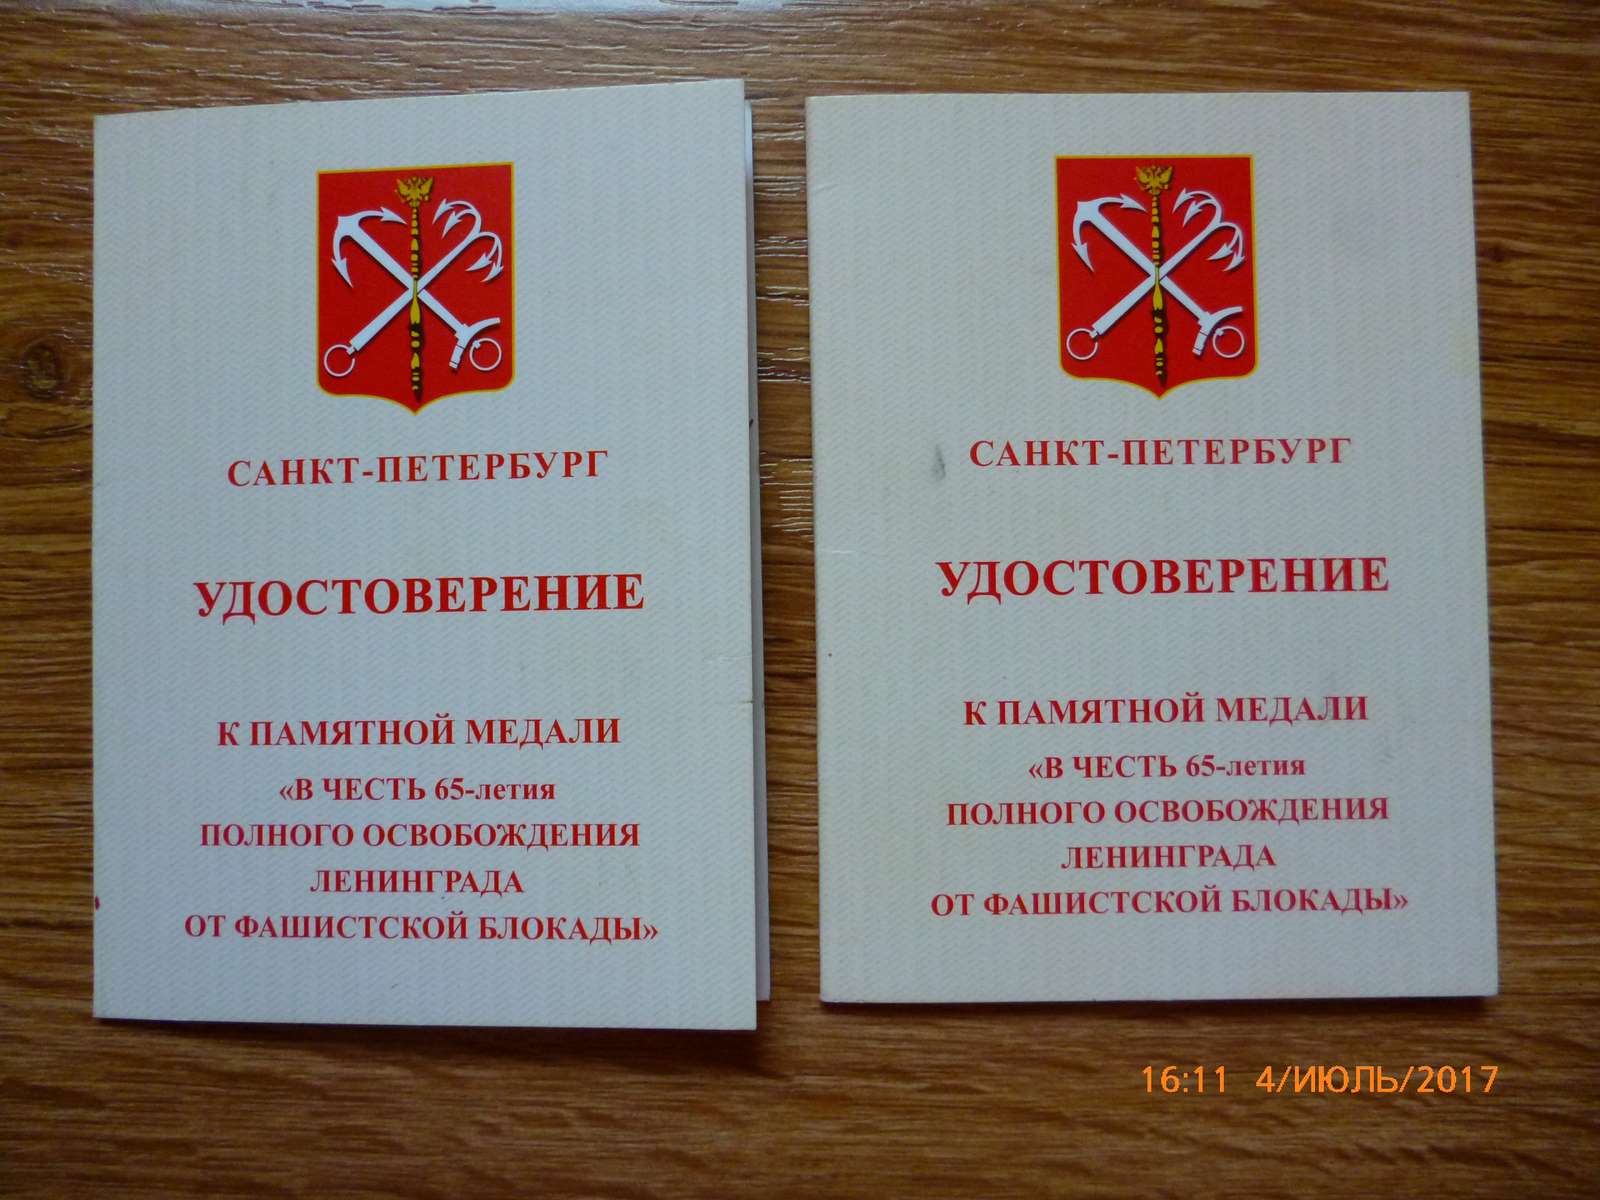 САНКТ-ПЕТЕРБУРГ
УДОСТОВЕРЕНИЕ
К ПАМЯТНОЙ МЕДАЛИ
«В ЧЕСТЬ 65-летия
ПОЛНОГО ОСВОБОЖДЕНИЯ
ЛЕНИНГРАДА
ОТ ФАШИСТСКОЙ БЛОКАДЫ»
САНКТ-ПЕТЕРБУРГ
УДОСТОВЕРЕНИЕ
К ПАМЯТНОЙ МЕДАЛИ
«В ЧЕСТЬ 65-летия
ПОЛНОГО ОСВОБОЖДЕНИЯ
ЛЕНИНГРАДА
ОТ ФАШИСТСКОЙ БЛОКАДЫ»
16:11 4/ИЮЛЬ/2017